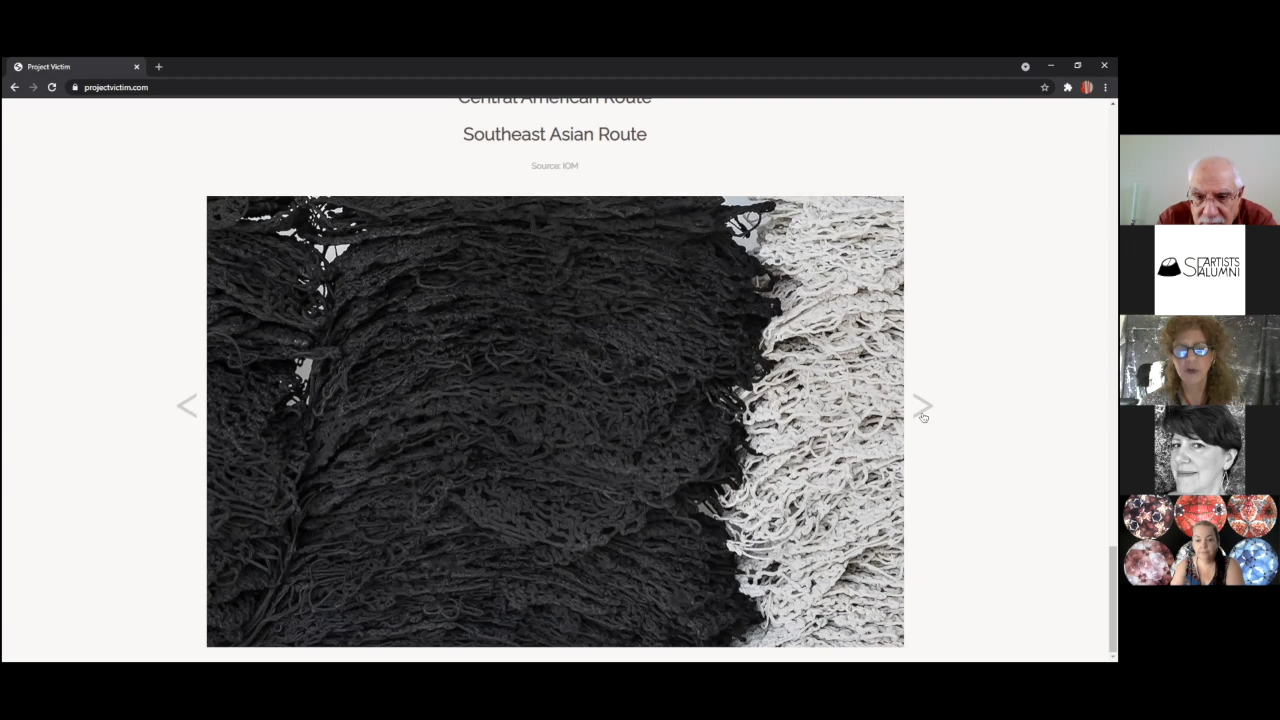 Project Victim
projectvictim.com
Central American Route
Southeast Asian Route
Source: IOM
SF ARTISTS
ALUMNI